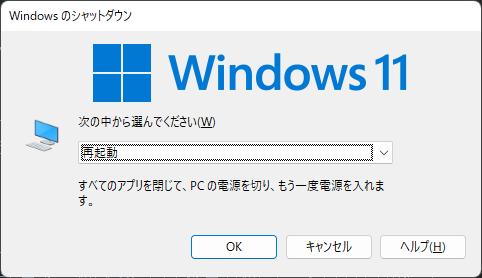 Windows のシャットダウン
Windows 11
次の中から選んでください(W)
再起動
すべてのアプリを閉じて、PC の電源を切り、もう一度電源を入れま
す。
OK
キャンセル
ヘルプ(H)